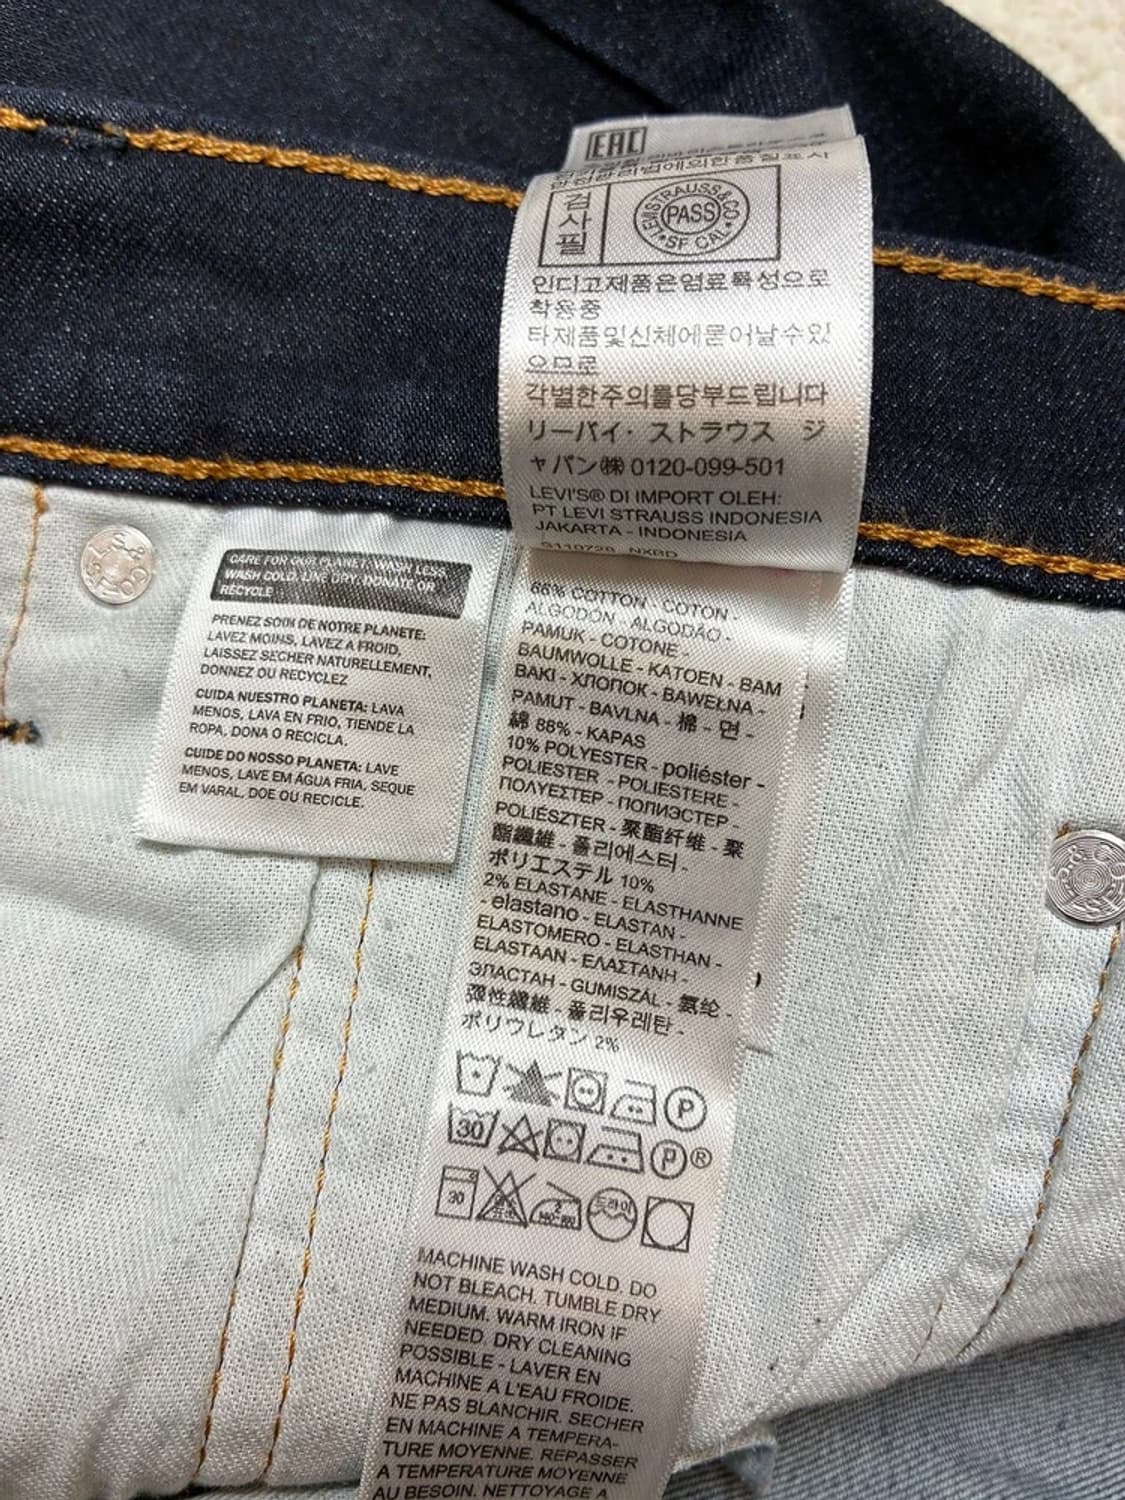 EAC
검사필
LEVI STRAUSS & CO
PASS
SF CAL
인디고제품은염료특성으로
착용중
타제품및신체에묻어날수있
으므로
각별한주의를당부드립니다
リーバイ・ストラウス ジ
ャパン㈱ 0120-099-501
LEVI'S® DI IMPORT OLEH:
PT LEVI STRAUSS INDONESIA
JAKARTA - INDONESIA
CARE FOR OUR PLANET: WASH LESS,
WASH COLD, LINE DRY, DONATE OR
RECYCLE
PRENEZ SOIN DE NOTRE PLANETE:
LAVEZ MOINS, LAVEZ A FROID,
LAISSEZ SECHER NATURELLEMENT,
DONNEZ OU RECYCLEZ
CUIDA NUESTRO PLANETA: LAVA
MENOS, LAVA EN FRIO, TIENDE LA
ROPA, DONA O RECICLA.
CUIDE DO NOSSO PLANETA: LAVE
MENOS, LAVE EM ÁGUA FRIA, SEQUE
EM VARAL, DOE OU RECICLE.
COTTON - COTON -
ALGODÓN - ALGODÃO -
PAMUK - COTONE -
BAUMWOLLE - KATOEN - BAM
BAKI - ХЛОПОК - BAWEŁNA -
PAMUT - BAVLNA - 棉 - 면 -
綿 88% - KAPAS
10% POLYESTER - poliéster -
POLIESTER - POLIESTERE -
ΠΟΛΥΕΣΤΕΡ - ПОЛИЭСТЕР -
POLIÉSZTER - 聚酯纤维 - 聚
酯纖維 - 폴리에스터 -
ポリエステル 10%
2% ELASTANE - ELASTHANNE
- elastano - ELASTAN -
ELASTOMERO - ELASTHAN -
ELASTAAN - ΕΛΑΣΤΑΝΗ -
ЭЛАСТАН - GUMISZÁL - 氨纶 -
彈性纖維 - 폴리우레탄 -
ポリウレタン 2%
P
30
P ®
30
드라이
MACHINE WASH COLD. DO
NOT BLEACH. TUMBLE DRY
MEDIUM. WARM IRON IF
NEEDED. DRY CLEANING
POSSIBLE - LAVER EN
MACHINE A L'EAU FROIDE.
NE PAS BLANCHIR. SECHER
EN MACHINE A TEMPERA-
TURE MOYENNE. REPASSER
A TEMPERATURE MOYENNE
AU BESOIN. NETTOYAGE A